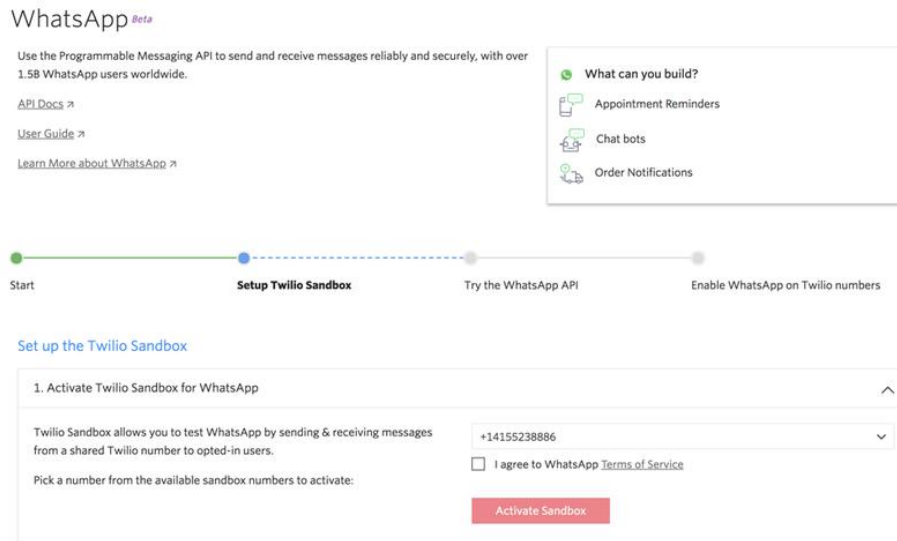 WhatsApp Beta
Use the Programmable Messaging API to send and receive messages reliably and securely, with over
1.5B WhatsApp users worldwide.
API Docs
User Guide
Learn More about WhatsApp
What can you build?
Appointment Reminders
Chat bots
Order Notifications
Start
Setup Twilio Sandbox
Try the WhatsApp API
Enable WhatsApp on Twilio numbers
Set up the Twilio Sandbox
1. Activate Twilio Sandbox for WhatsApp
Twilio Sandbox allows you to test WhatsApp by sending & receiving messages
from a shared Twilio number to opted-in users.
Pick a number from the available sandbox numbers to activate:
+14155238886
I agree to WhatsApp Terms of Service
Activate Sandbox